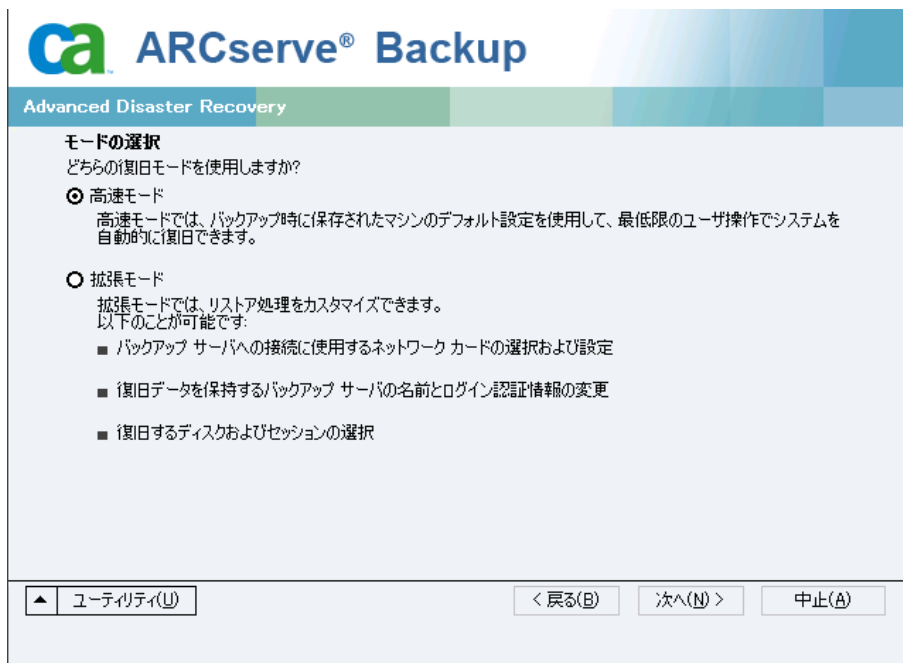 ca ARCserve® Backup
Advanced Disaster Recovery
モードの選択
どちらの復旧モードを使用しますか?
高速モード
高速モードでは、バックアップ時に保存されたマシンのデフォルト設定を使用して、最低限のユーザ操作でシステムを
自動的に復旧できます。
拡張モード
拡張モードでは、リストア処理をカスタマイズできます。
以下のことが可能です:
■ バックアップ サーバへの接続に使用するネットワーク カードの選択および設定
■ 復旧データを保持するバックアップ サーバの名前とログイン認証情報の変更
■ 復旧するディスクおよびセッションの選択
▲ ユーティリティ(U) < 戻る(B) 次へ(N) > 中止(A)